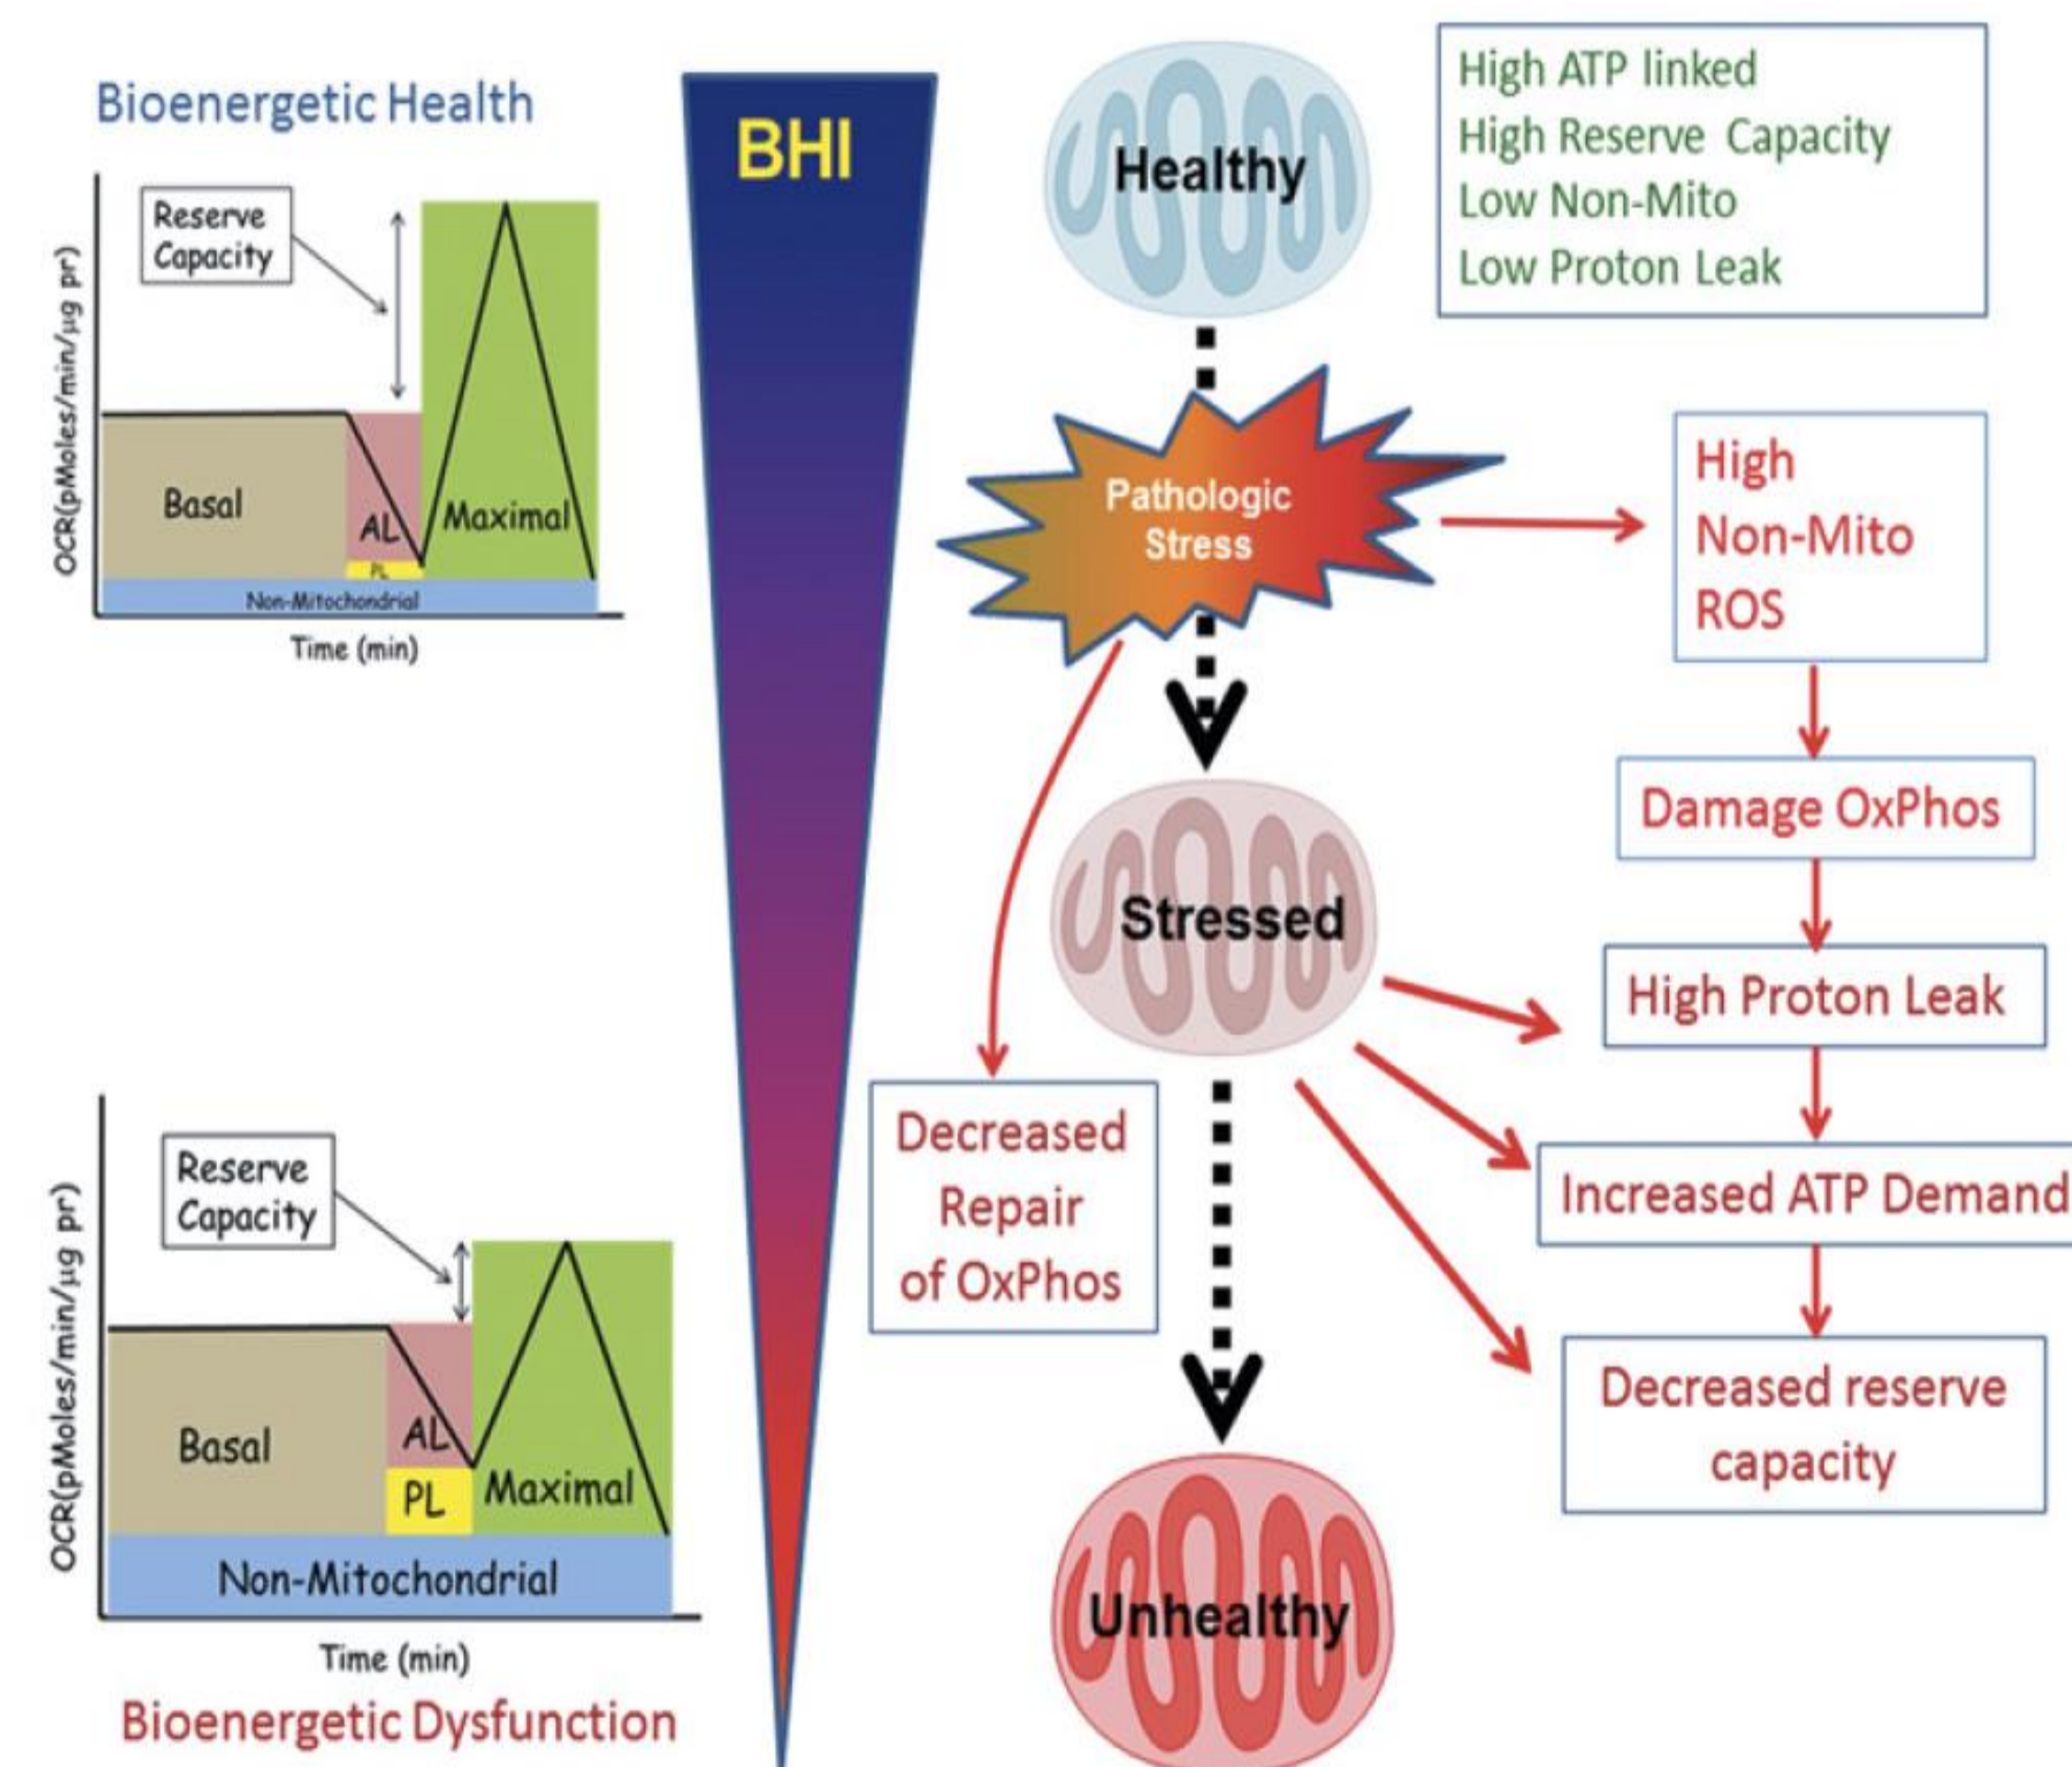 Bioenergetic Health
Reserve
Capacity
OCR(pMoles/min/µg pr)
Basal
AL
PL
Maximal
Non-Mitochondrial
Time (min)
BHI
Healthy
High ATP linked
High Reserve Capacity
Low Non-Mito
Low Proton Leak
Pathologic
Stress
High
Non-Mito
ROS
Damage OxPhos
Stressed
High Proton Leak
Decreased
Repair
of OxPhos
Increased ATP Demand
Decreased reserve
capacity
Unhealthy
Reserve
Capacity
OCR(pMoles/min/µg pr)
Basal
AL
PL
Maximal
Non-Mitochondrial
Time (min)
Bioenergetic Dysfunction